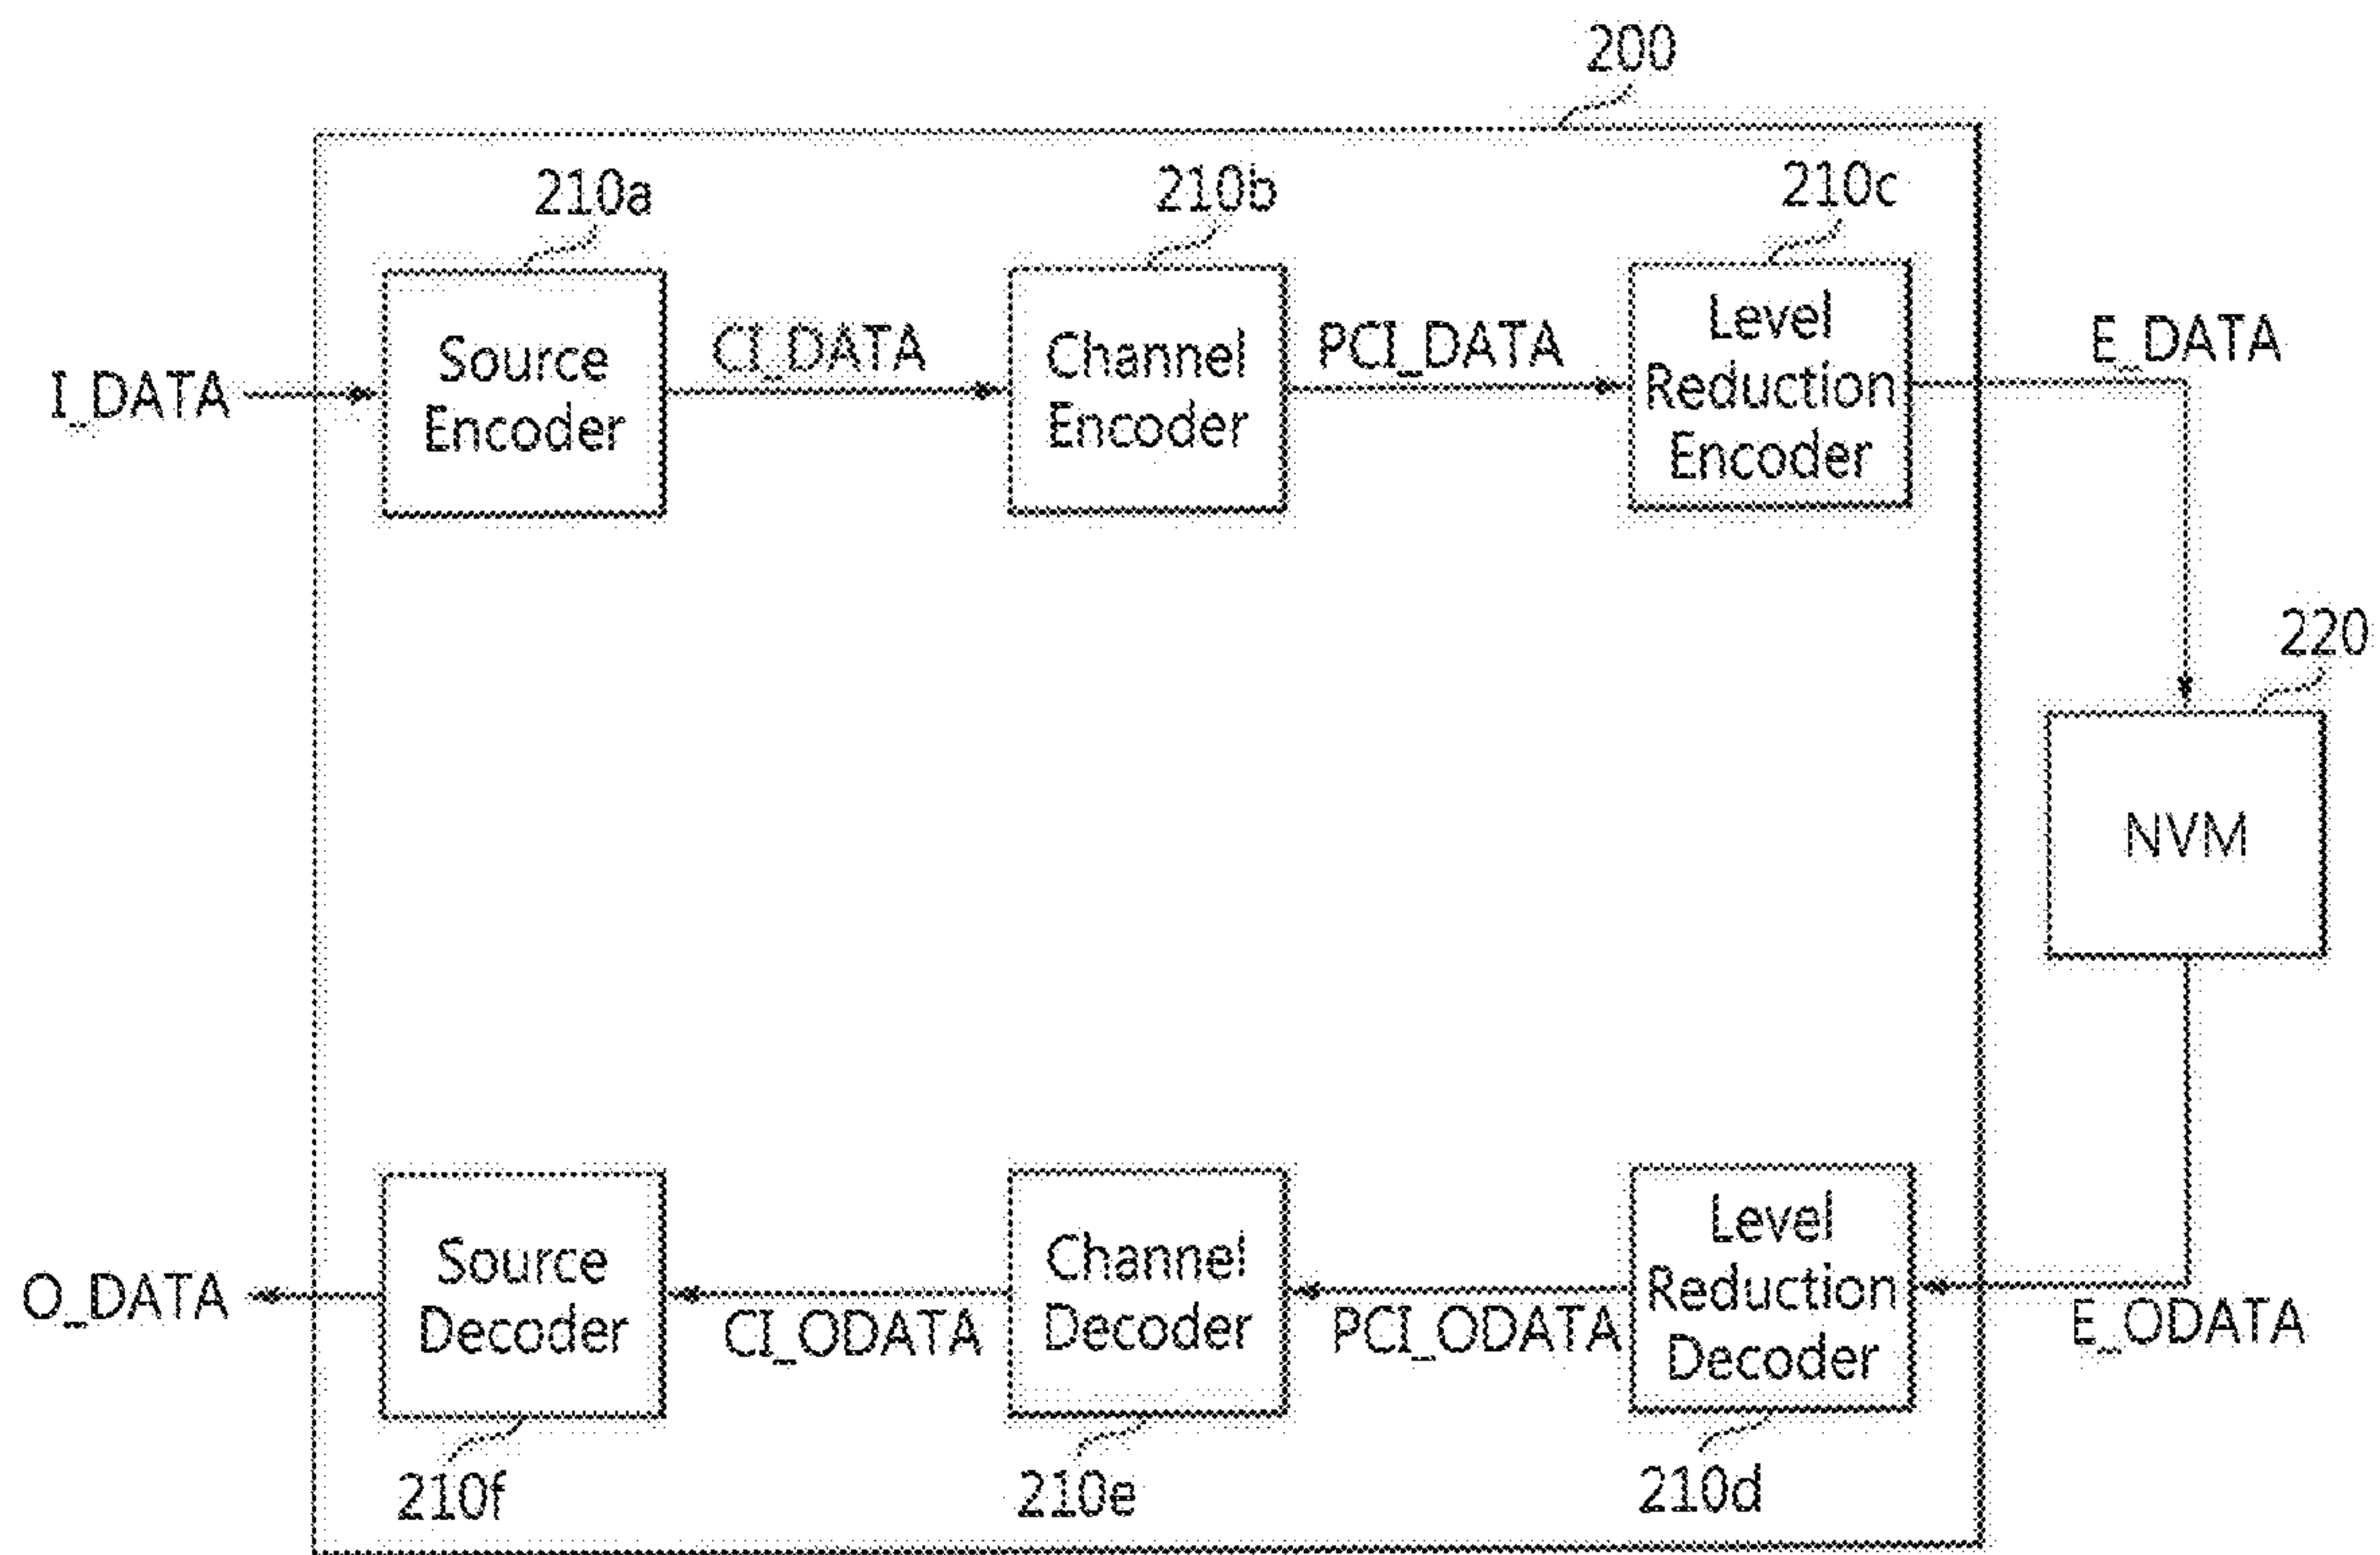 200
210a
210b
210c
I_DATA
Source
Encoder
CI_DATA
Channel
Encoder
PCI_DATA
Level
Reduction
Encoder
E_DATA
220
NVM
O_DATA
Source
Decoder
CI_ODATA
Channel
Decoder
PCI_ODATA
Level
Reduction
Decoder
E_ODATA
210f
210e
210d